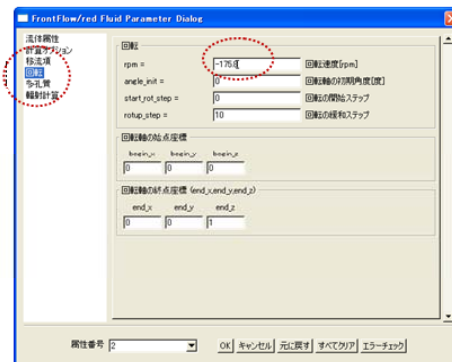 FrontFlow/red Fluid Parameter Dialog
流体属性
計算オプション
移流項
回転
多孔質
輻射計算
回転
rpm = -175.8 回転速度[rpm]
angle_init = 0 回転軸の初期角度[度]
start_rot_step = 0 回転の開始ステップ
rotup_step = 10 回転の緩和ステップ
回転軸の始点座標
begin_x begin_y begin_z
0 0 0
回転軸の終点座標 (end_x,end_y,end_z)
end_x end_y end_z
0 0 1
属性番号 2 OK キャンセル 元に戻す すべてクリア エラーチェック